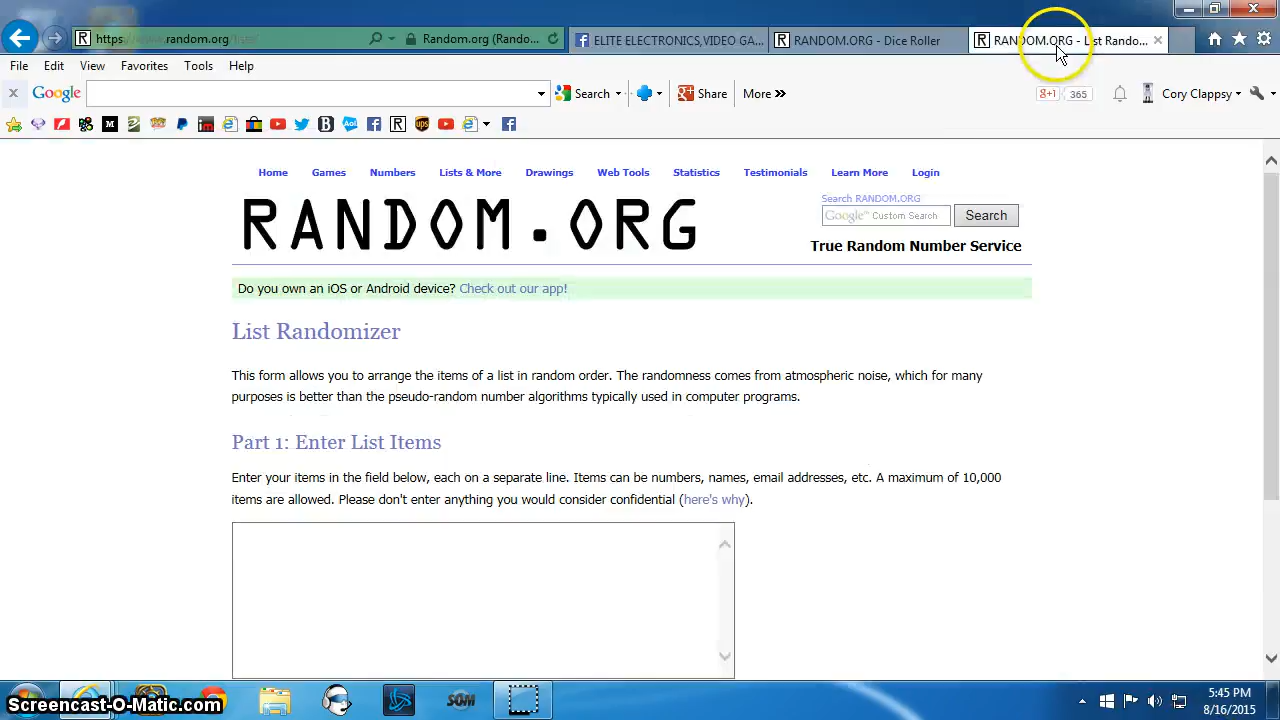 https://www.random.org/lists/
Random.org (Rando...
ELITE ELECTRONICS,VIDEO GA...
RANDOM.ORG - Dice Roller
RANDOM.ORG - List Rando...
File Edit View Favorites Tools Help
Google
Search
Share
More »
g+1
365
Cory Clappsy
Home Games Numbers Lists & More Drawings Web Tools Statistics Testimonials Learn More Login
RANDOM.ORG
Search RANDOM.ORG
Google™ Custom Search
Search
True Random Number Service
Do you own an iOS or Android device? Check out our app!
List Randomizer
This form allows you to arrange the items of a list in random order. The randomness comes from atmospheric noise, which for many
purposes is better than the pseudo-random number algorithms typically used in computer programs.
Part 1: Enter List Items
Enter your items in the field below, each on a separate line. Items can be numbers, names, email addresses, etc. A maximum of 10,000
items are allowed. Please don't enter anything you would consider confidential (here's why).
SOM
5:45 PM
8/16/2015
Screencast-O-Matic.com